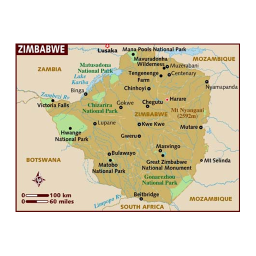 ZIMBABWE
Lusaka
Mana Pools National Park
MOZAMBIQUE
Mavuradonha
Wilderness
Muzarabani
ZAMBIA
Matusadona
National Park
Tengenenge
Farm
Centenary
Lake
Kariba
Binga
Chinhoyi
Zambezi R.
Harare
Victoria Falls
Chizarira
National Park
Gokwe
Chegutu
Mt Nyangani
(2592m)
ZIMBABWE
Lupane
Kwe Kwe
Mutare
Hwange
National Park
Gweru
Masvingo
BOTSWANA
Bulawayo
Great Zimbabwe
National Monument
Mt Selinda
Matobo
National Park
Gonarezhou
National Park
0 100 km
0 60 miles
Beitbridge
MOZAMBIQUE
Limpopo R.
SOUTH AFRICA